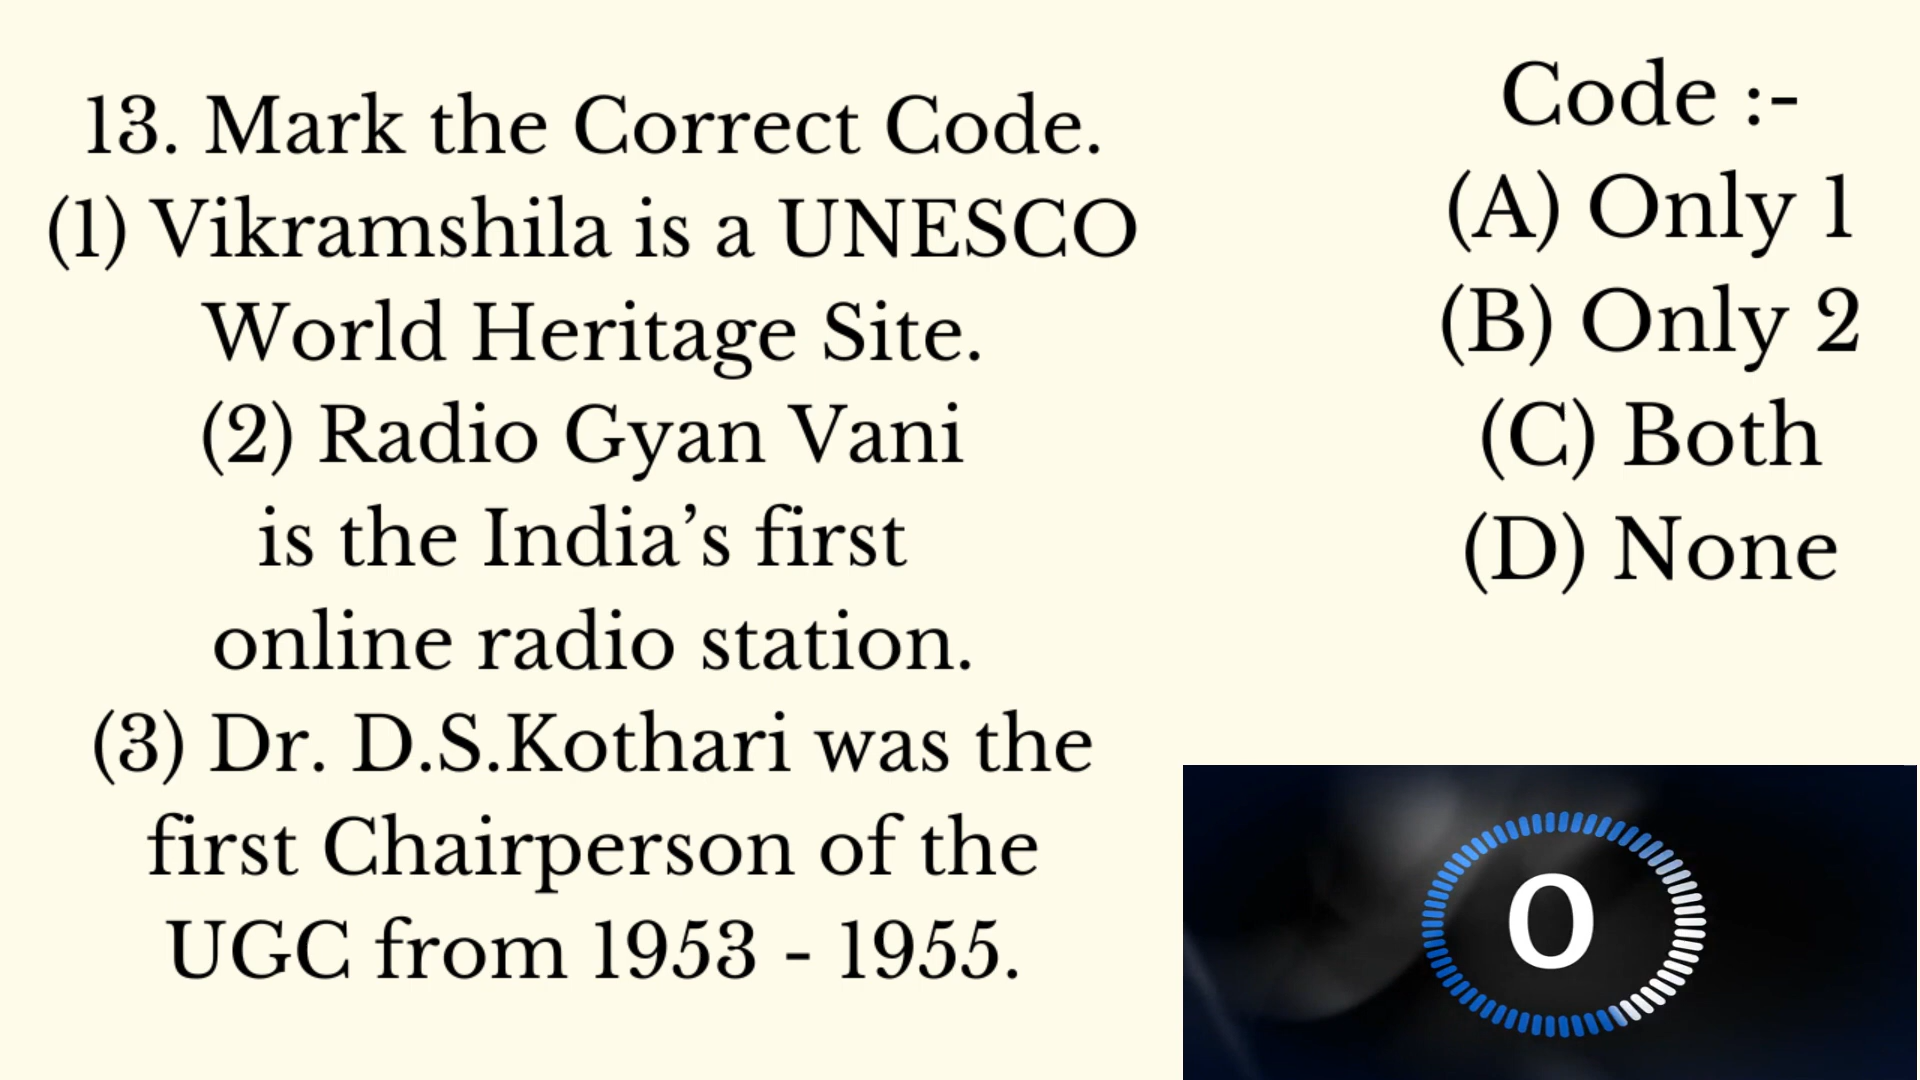 13. Mark the Correct Code.
(1) Vikramshila is a UNESCO
World Heritage Site.
(2) Radio Gyan Vani
is the India’s first
online radio station.
(3) Dr. D.S.Kothari was the
first Chairperson of the
UGC from 1953 - 1955.
Code :-
(A) Only 1
(B) Only 2
(C) Both
(D) None
0